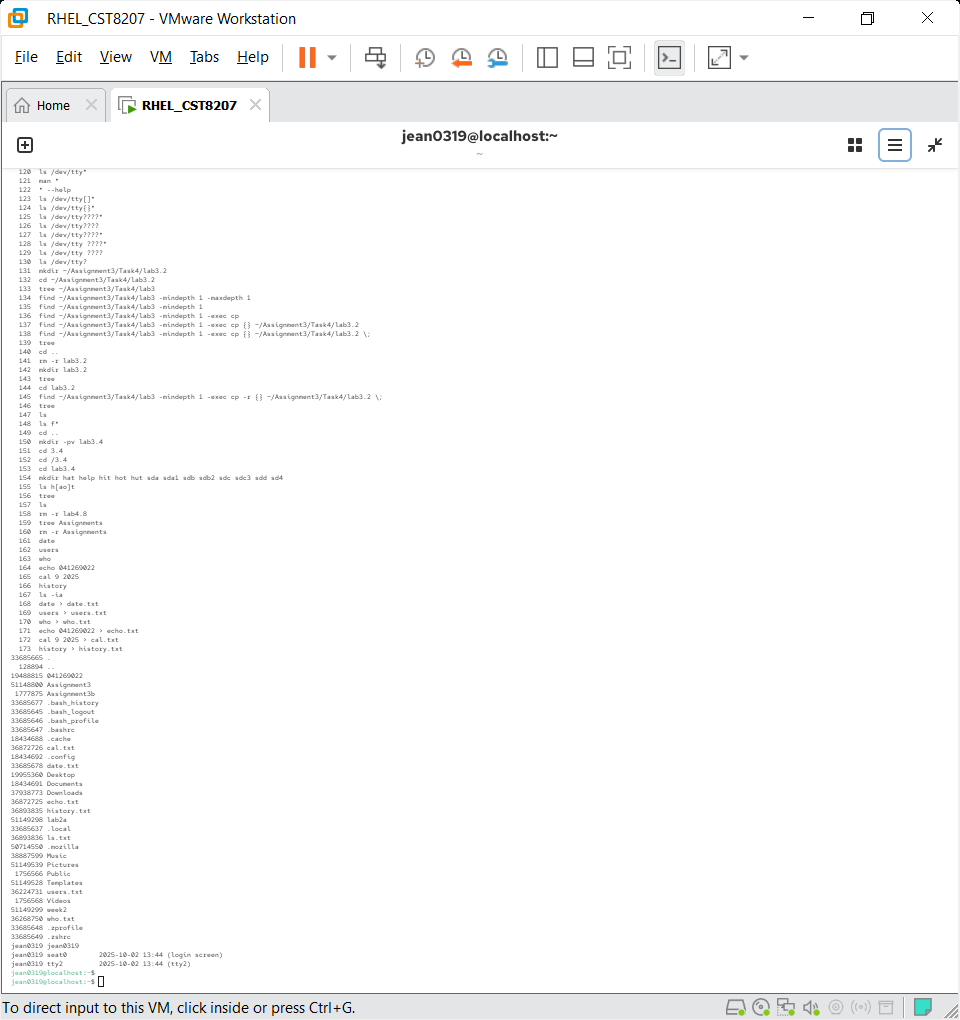 RHEL_CST8207 - VMware Workstation
File Edit View VM Tabs Help
Home RHEL_CST8207
jean0319@localhost:~
~
120 ls /dev/tty*
121 man *
122 * --help
123 ls /dev/tty[]*
124 ls /dev/tty{}*
125 ls /dev/tty????*
126 ls /dev/tty????
127 ls /dev/tty????*
128 ls /dev/tty ????*
129 ls /dev/tty ????
130 ls /dev/tty?
131 mkdir ~/Assignment3/Task4/lab3.2
132 cd ~/Assignment3/Task4/lab3.2
133 tree ~/Assignment3/Task4/lab3
134 find ~/Assignment3/Task4/lab3 -mindepth 1 -maxdepth 1
135 find ~/Assignment3/Task4/lab3 -mindepth 1
136 find ~/Assignment3/Task4/lab3 -mindepth 1 -exec cp
137 find ~/Assignment3/Task4/lab3 -mindepth 1 -exec cp {} ~/Assignment3/Task4/lab3.2
138 find ~/Assignment3/Task4/lab3 -mindepth 1 -exec cp {} ~/Assignment3/Task4/lab3.2 \;
139 tree
140 cd ..
141 rm -r lab3.2
142 mkdir lab3.2
143 tree
144 cd lab3.2
145 find ~/Assignment3/Task4/lab3 -mindepth 1 -exec cp -r {} ~/Assignment3/Task4/lab3.2 \;
146 tree
147 ls
148 ls f*
149 cd ..
150 mkdir -pv lab3.4
151 cd 3.4
152 cd /3.4
153 cd lab3.4
154 mkdir hat help hit hot hut sda sda1 sdb sdb2 sdc sdc3 sdd sd4
155 ls h[ao]t
156 tree
157 ls
158 rm -r lab4.8
159 tree Assignments
160 rm -r Assignments
161 date
162 users
163 who
164 echo 041269022
165 cal 9 2025
166 history
167 ls -ia
168 date > date.txt
169 users > users.txt
170 who > who.txt
171 echo 041269022 > echo.txt
172 cal 9 2025 > cal.txt
173 history > history.txt
33685665 .
128894 ..
19488815 041269022
51148800 Assignment3
1777875 Assignment3b
33685677 .bash_history
33685645 .bash_logout
33685646 .bash_profile
33685647 .bashrc
18434688 .cache
36872726 cal.txt
18434692 .config
33685678 date.txt
19955360 Desktop
18434691 Documents
37938773 Downloads
36872725 echo.txt
36893835 history.txt
51149298 lab2a
33685637 .local
36893836 ls.txt
50714550 .mozilla
38887599 Music
51149539 Pictures
1756566 Public
51149528 Templates
36224731 users.txt
1756568 Videos
51149299 week2
36268750 who.txt
33685648 .zprofile
33685649 .zshrc
jean0319 jean0319
jean0319 seat0 2025-10-02 13:44 (login screen)
jean0319 tty2 2025-10-02 13:44 (tty2)
jean0319@localhost:~$
jean0319@localhost:~$
To direct input to this VM, click inside or press Ctrl+G.